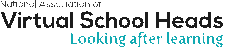 National Association of
Virtual School Heads
Looking after learning